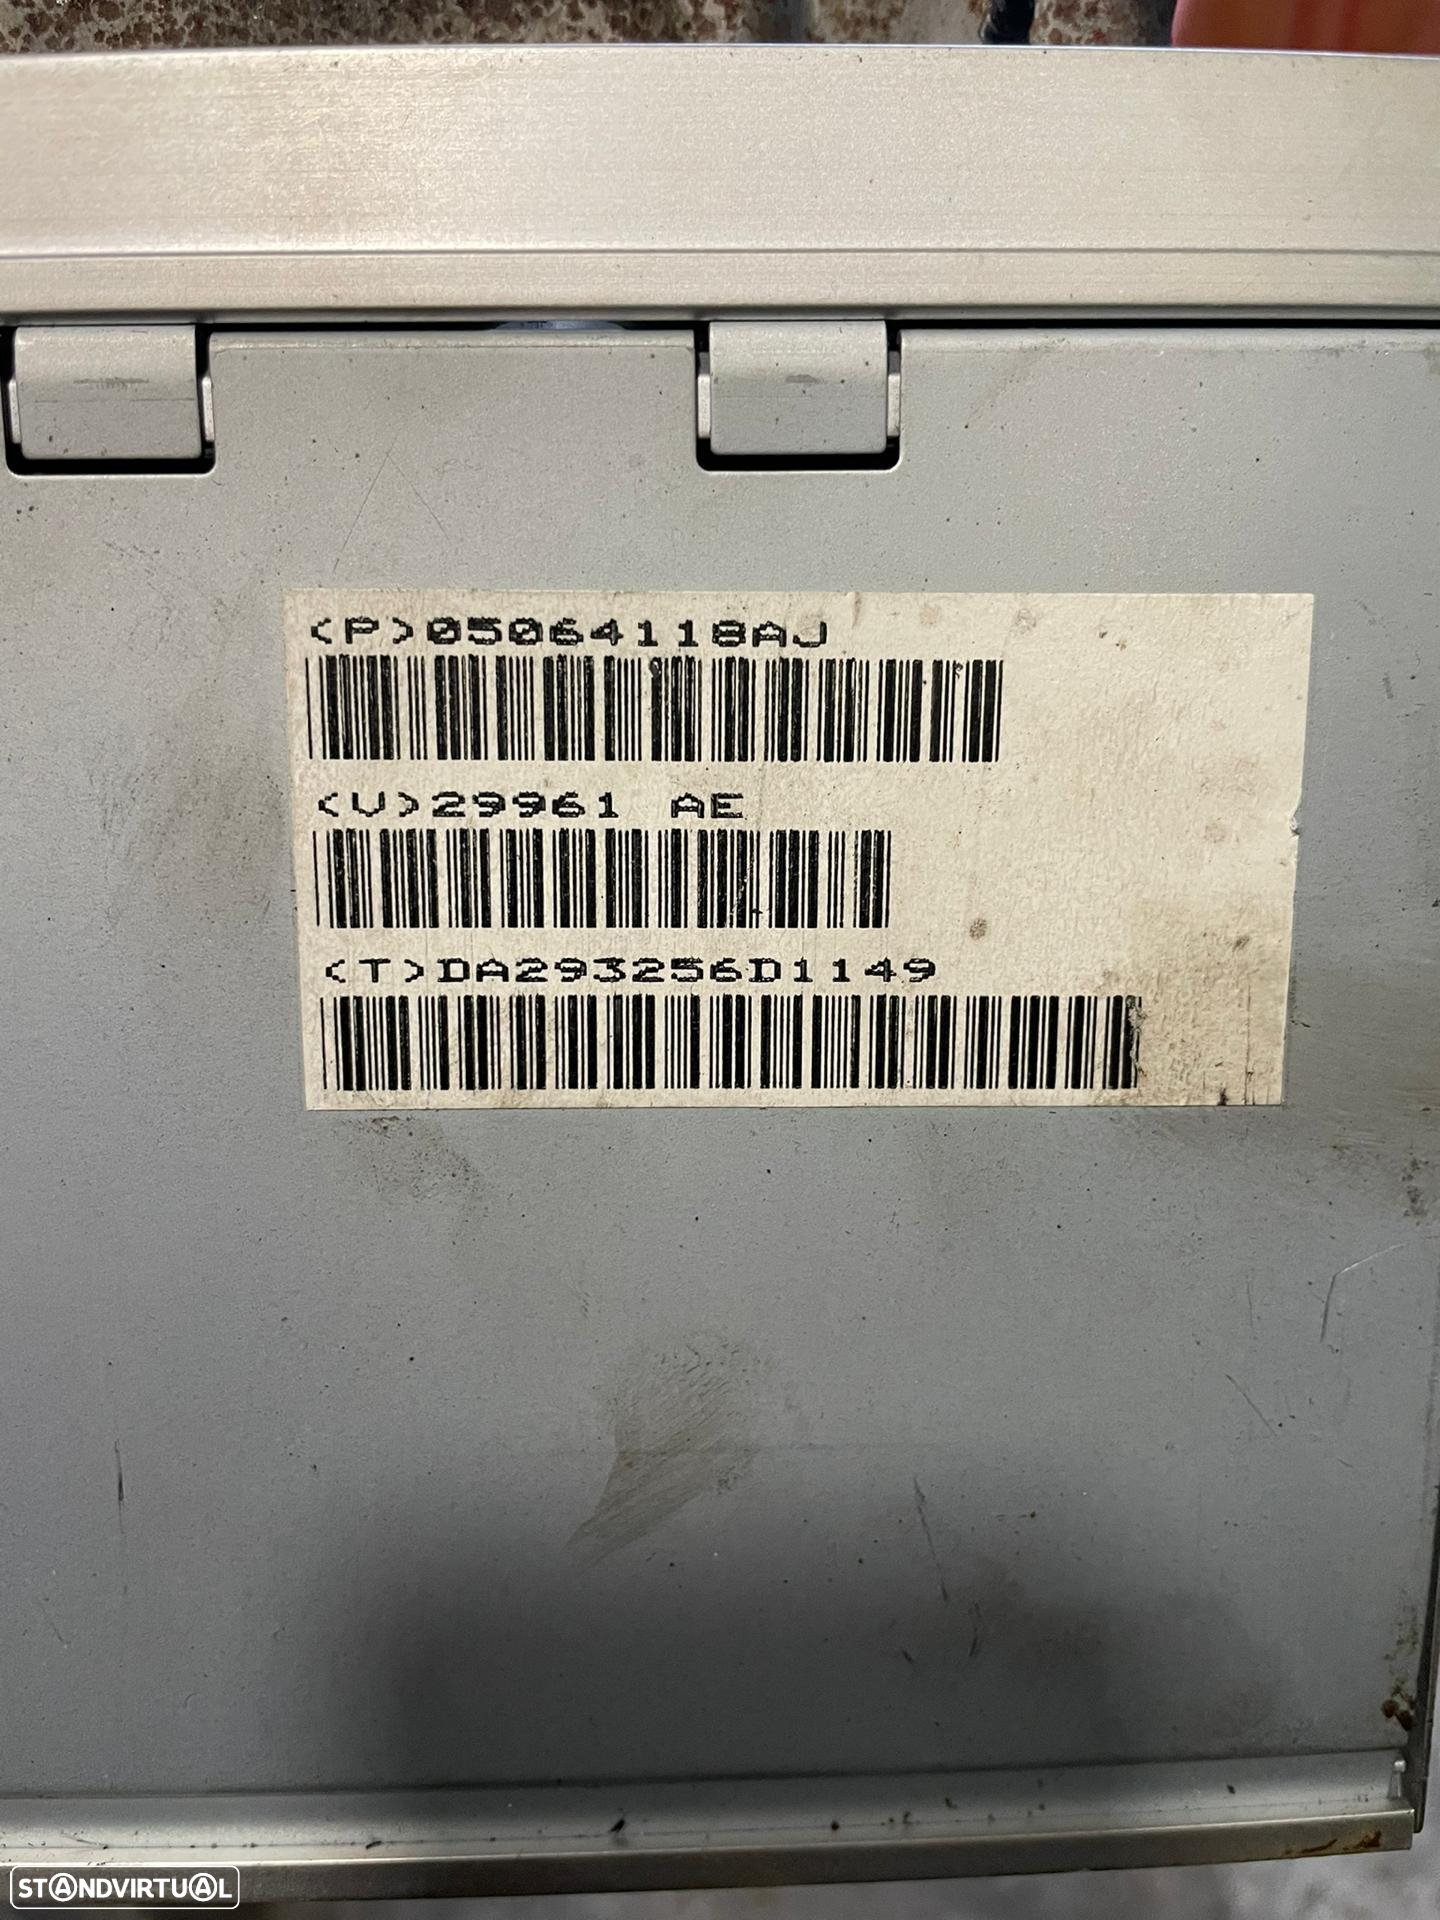 <P>05064118AJ
<V>29961 AE
<T>DA293256D1149
STANDVIRTUAL